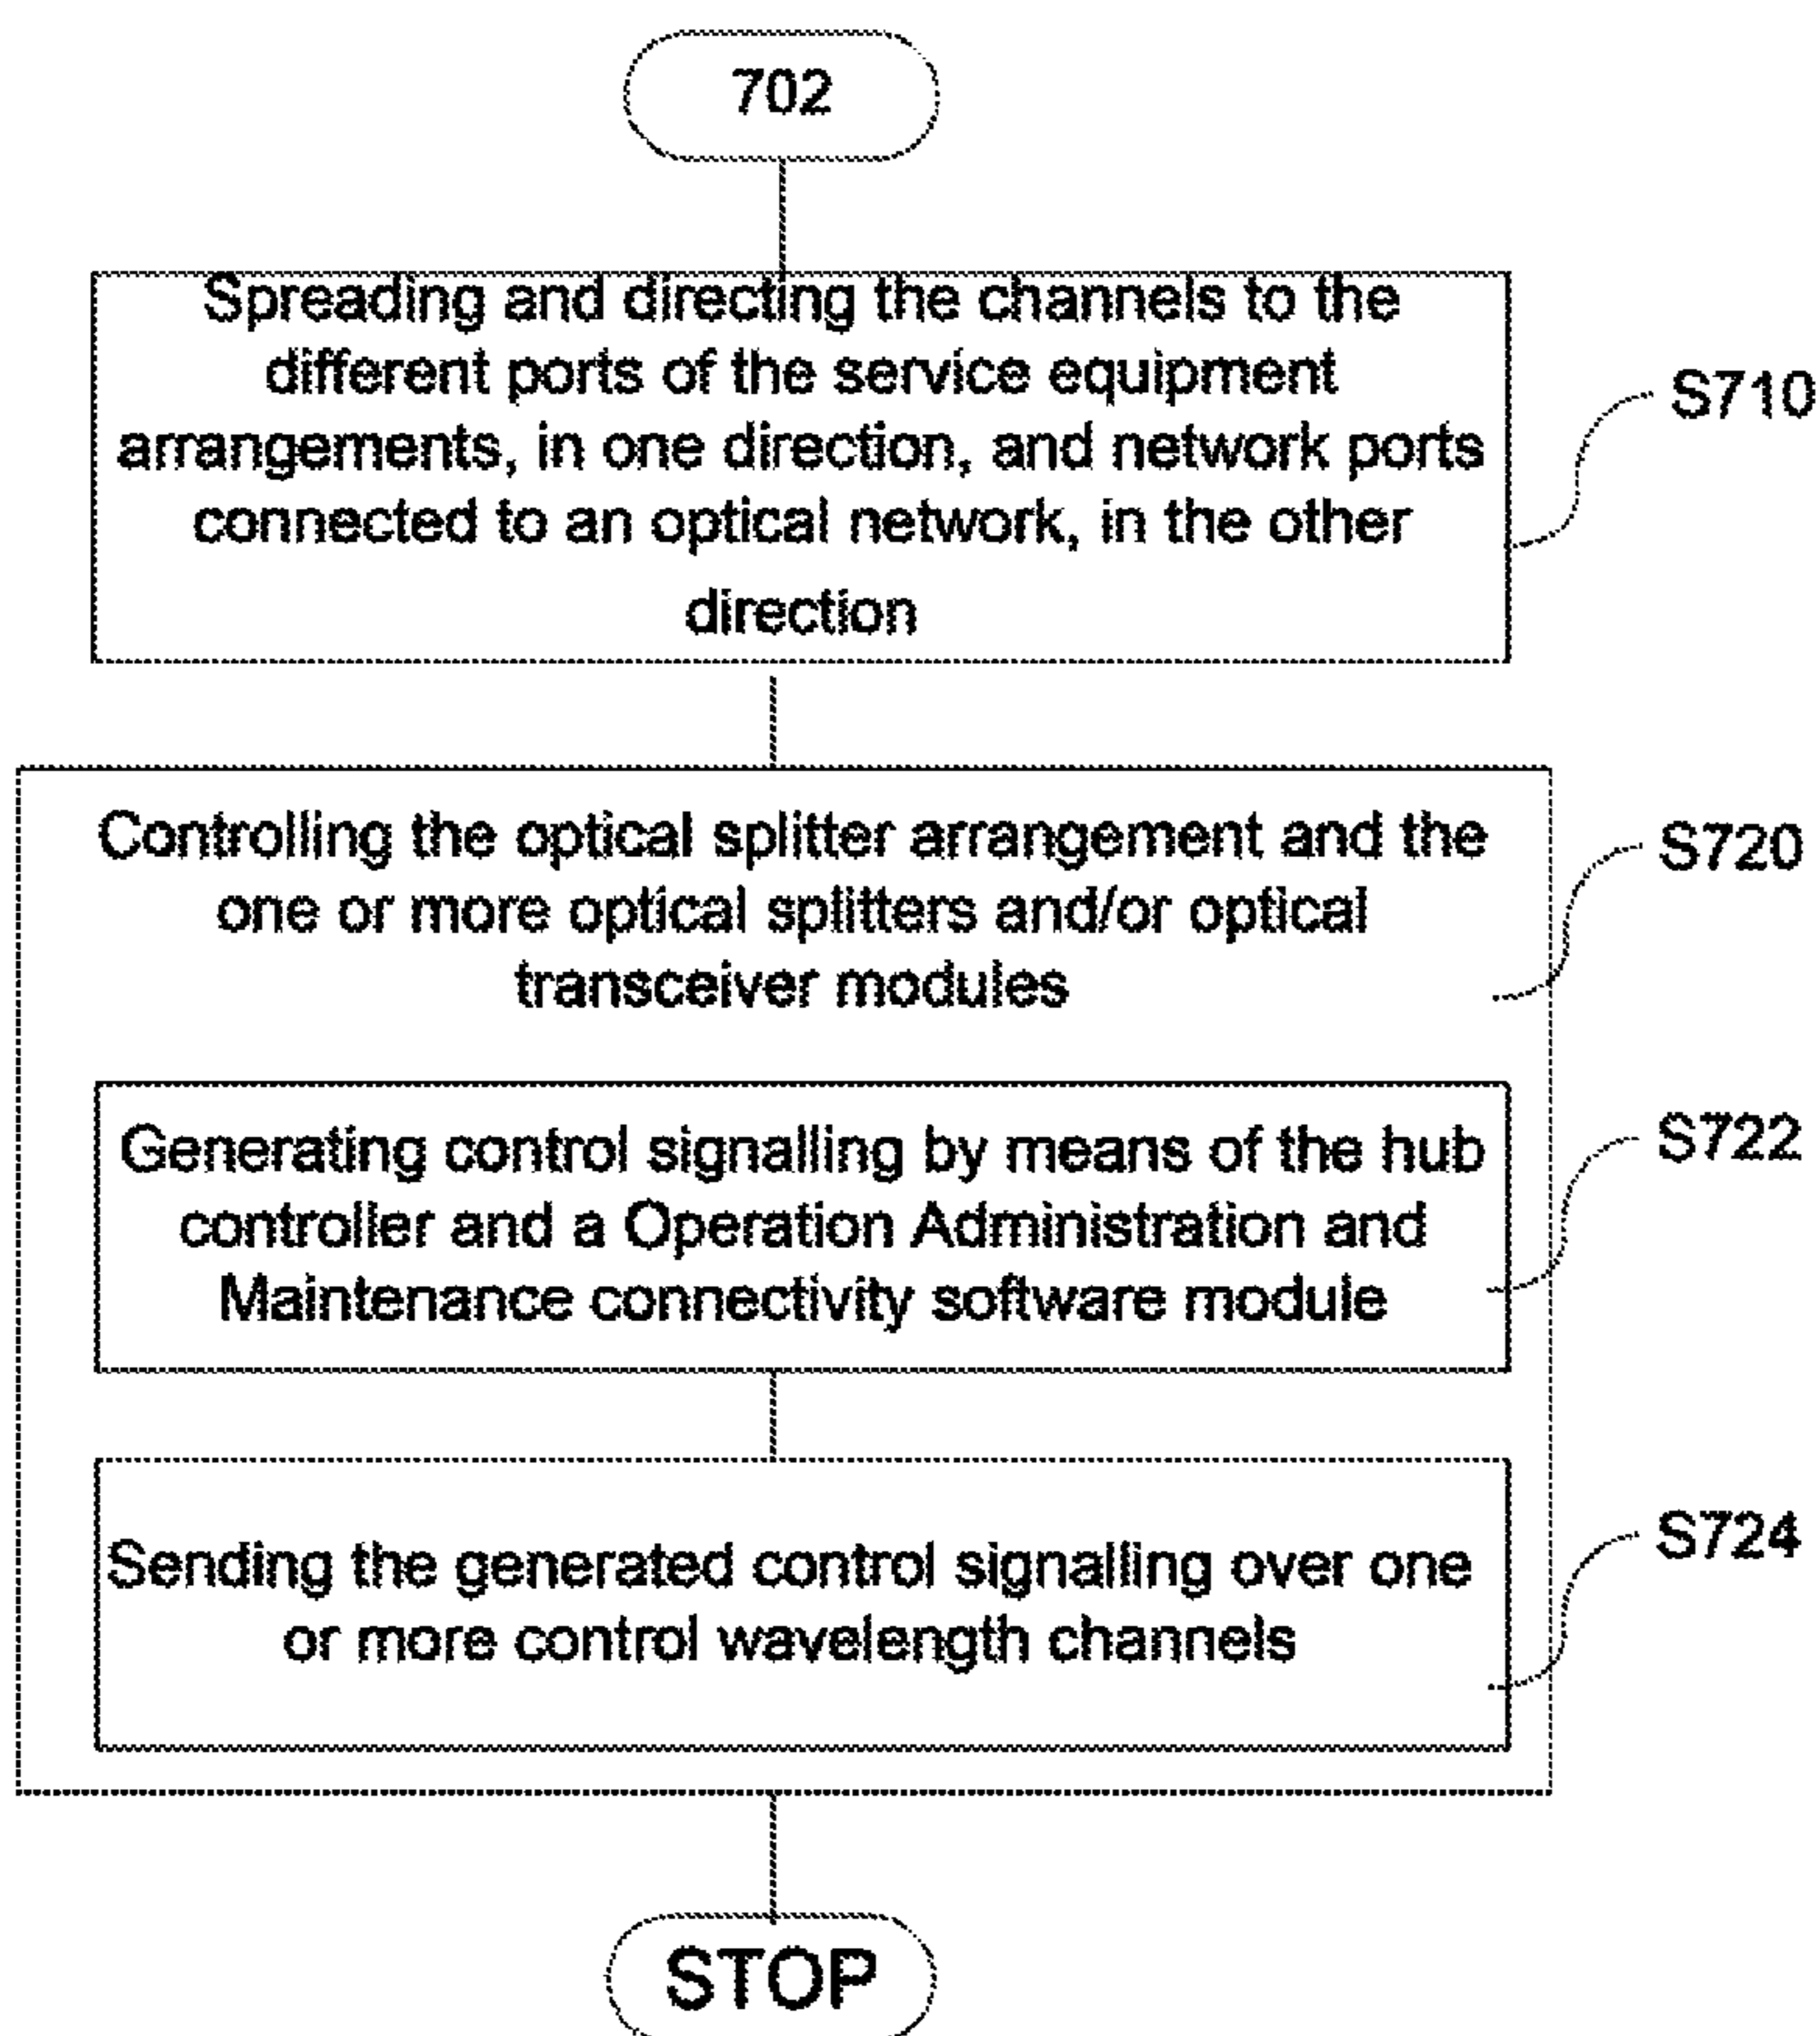 702
Spreading and directing the channels to the
different ports of the service equipment
arrangements, in one direction, and network ports
connected to an optical network, in the other
direction
S710
Controlling the optical splitter arrangement and the
one or more optical splitters and/or optical
transceiver modules
S720
Generating control signalling by means of the hub
controller and a Operation Administration and
Maintenance connectivity software module
S722
Sending the generated control signalling over one
or more control wavelength channels
S724
STOP